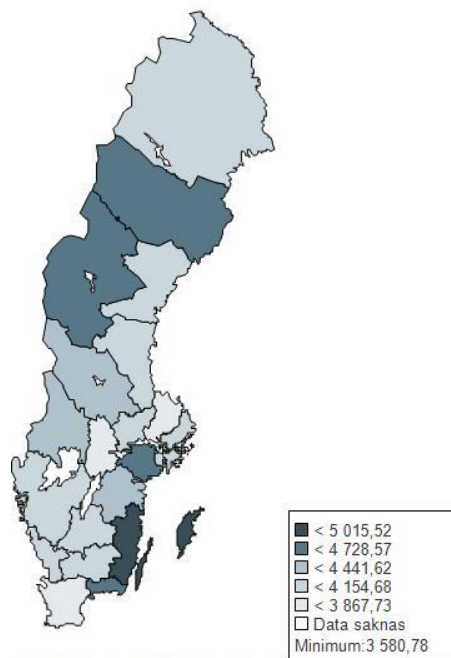 < 5 015,52
< 4 728,57
< 4 441,62
< 4 154,68
< 3 867,73
Data saknas
Minimum:3 580,78